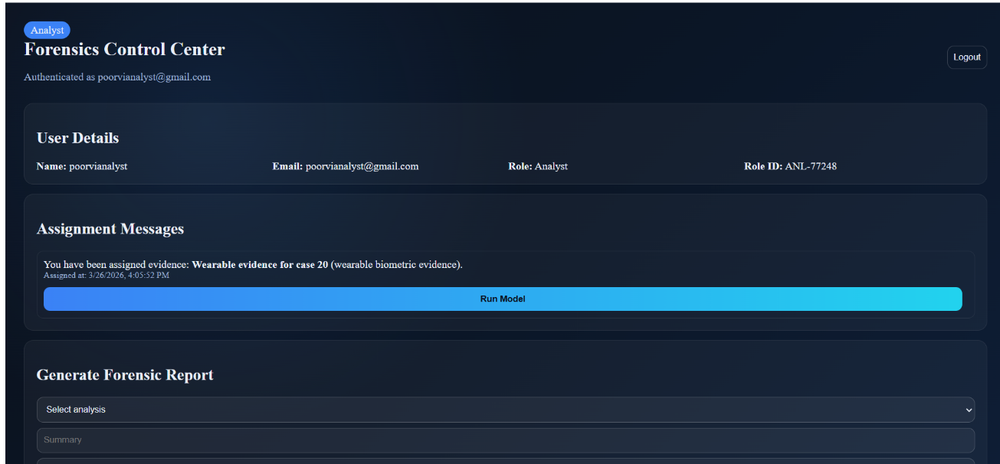 Analyst
Forensics Control Center
Logout
Authenticated as poorvianalyst@gmail.com
User Details
Name: poorvianalyst Email: poorvianalyst@gmail.com Role: Analyst Role ID: ANL-77248
Assignment Messages
You have been assigned evidence: Wearable evidence for case 20 (wearable biometric evidence).
Assigned at: 3/26/2026, 4:05:52 PM
Run Model
Generate Forensic Report
Select analysis
Summary